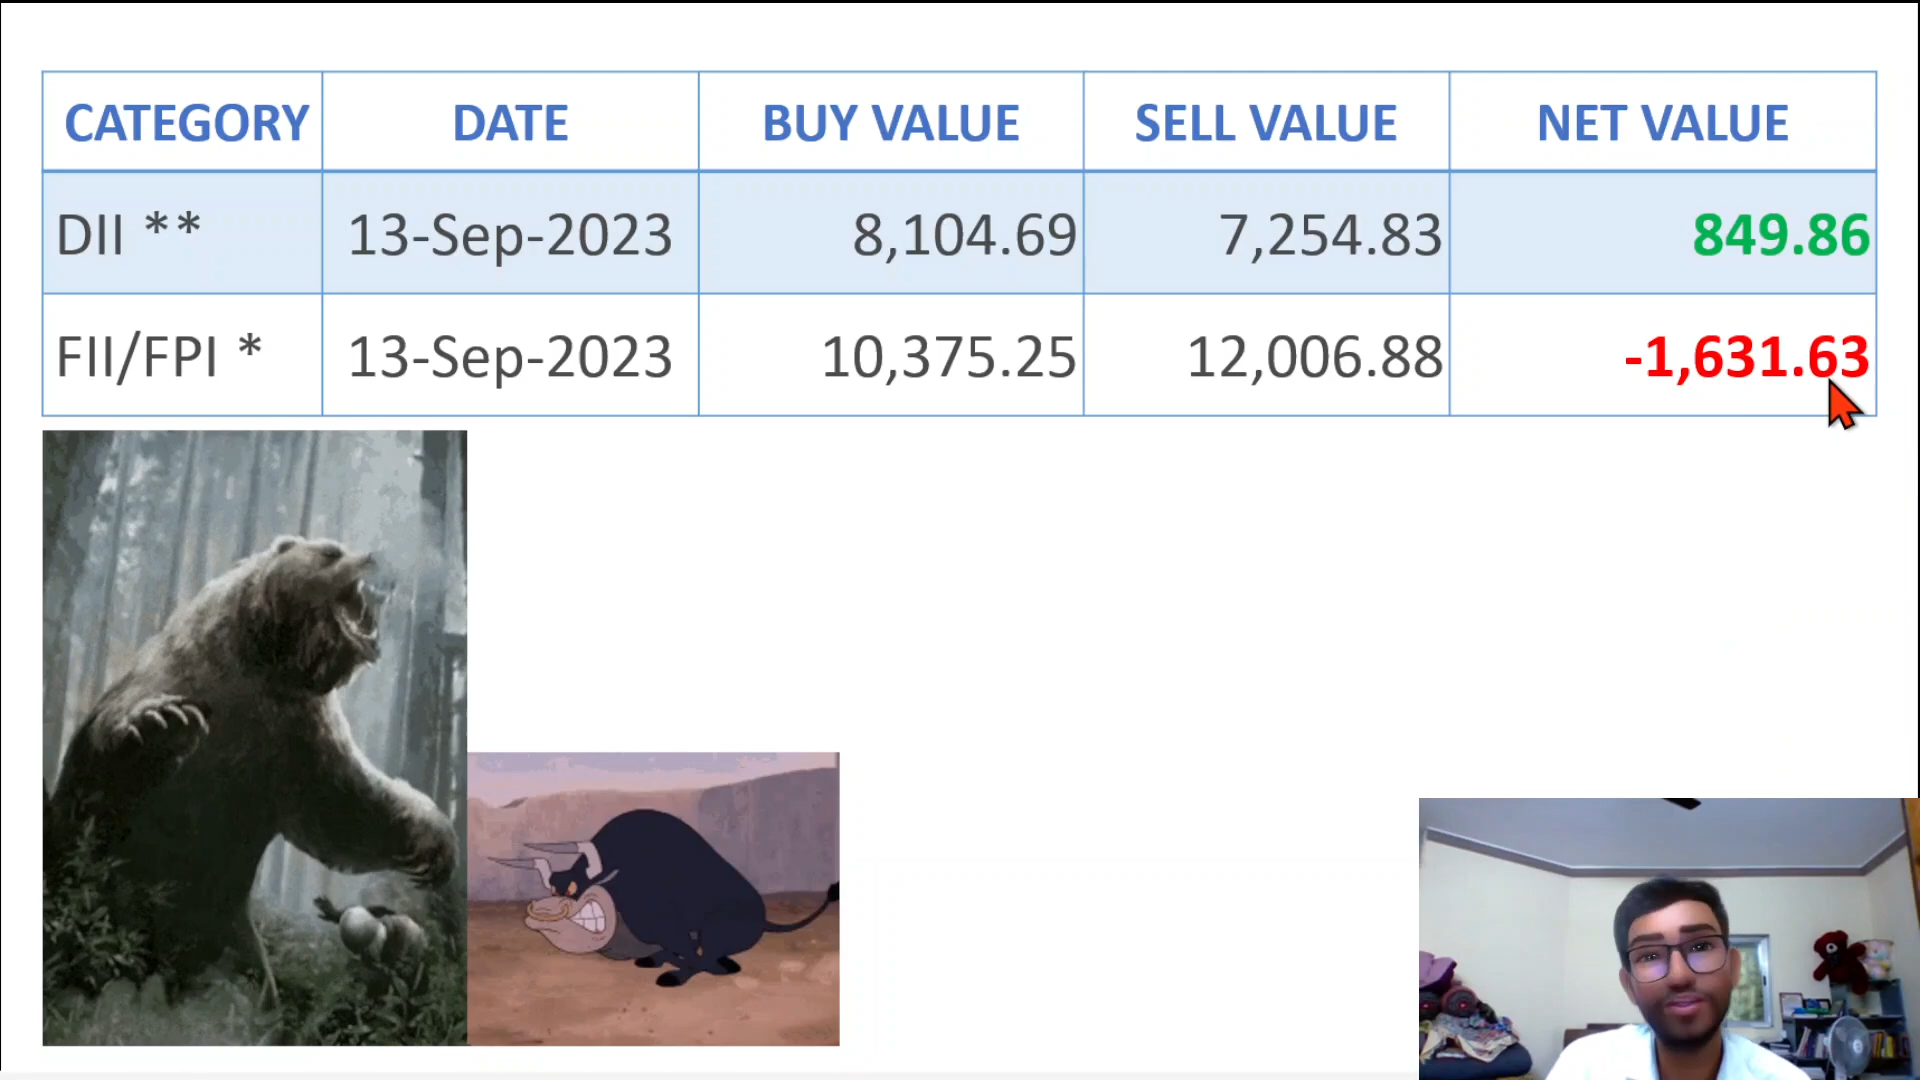 CATEGORY DATE BUY VALUE SELL VALUE NET VALUE
DII ** 13-Sep-2023 8,104.69 7,254.83 849.86
FII/FPI * 13-Sep-2023 10,375.25 12,006.88 -1,631.63